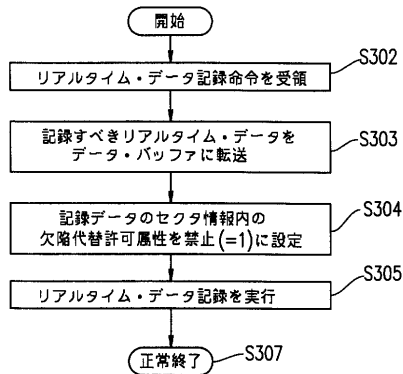 開始
S302
リアルタイム・データ記録命令を受領
S303
記録すべきリアルタイム・データを
データ・バッファに転送
S304
記録データのセクタ情報内の
欠陥代替許可属性を禁止(=1)に設定
S305
リアルタイム・データ記録を実行
正常終了
S307